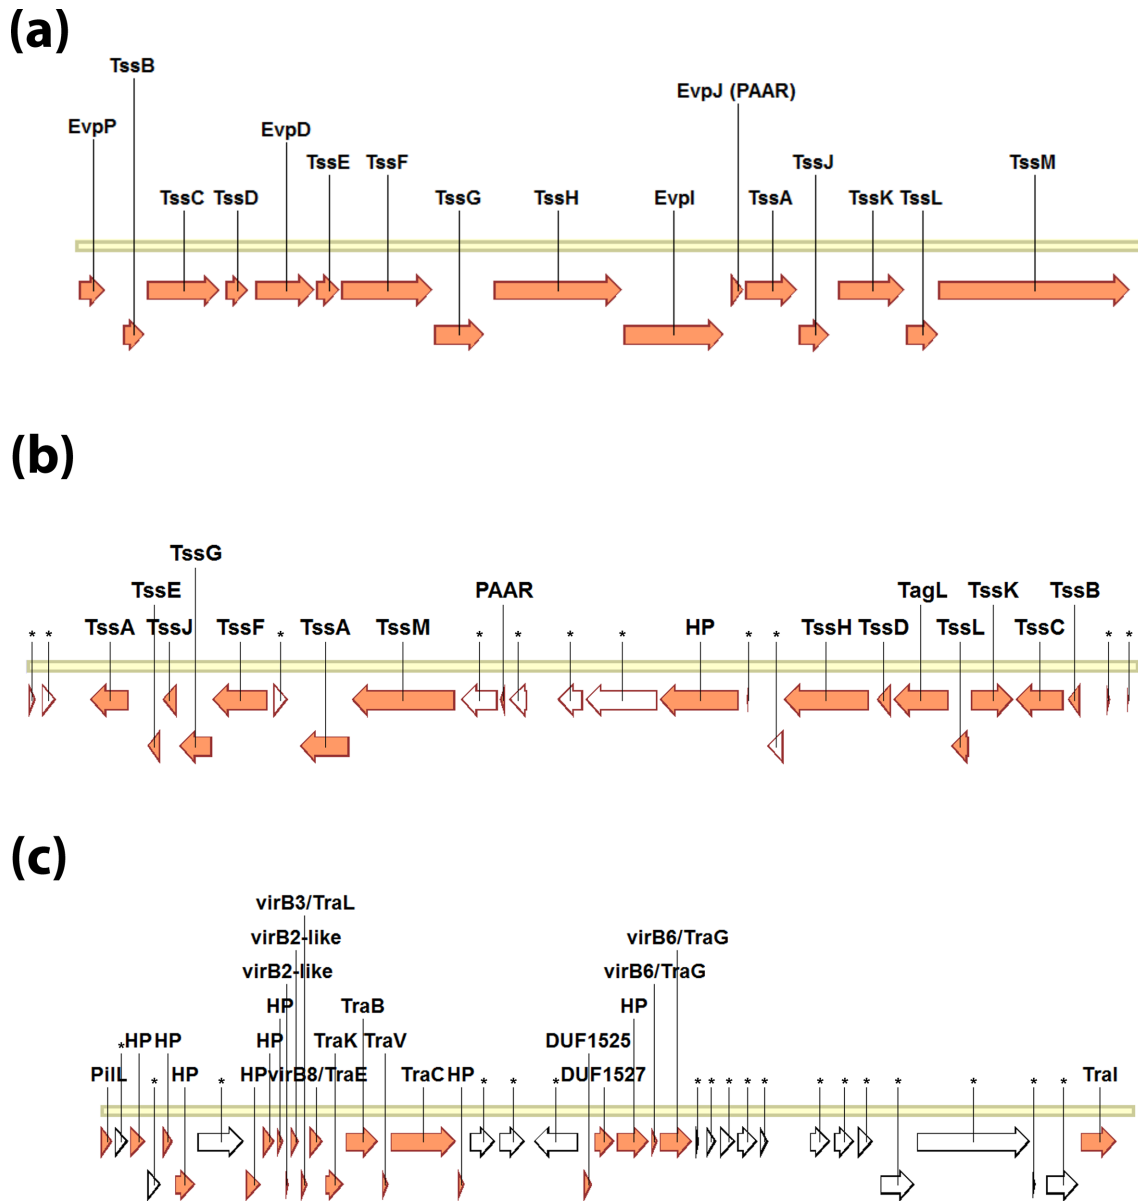 (a)
TssB
EvpJ (PAAR)
EvpP EvpD
TssE TssF TssJ TssM
TssC TssD TssG TssH EvpI TssA TssK TssL
(b)
TssG
TssE PAAR TagL TssK TssB
* * TssA TssJ TssF * TssA TssM * * * * HP * TssH TssD TssL TssC * *
(c)
virB3/TraL
virB2-like virB6/TraG
virB2-like virB6/TraG
HP TraB HP
* HP HP HP TraK TraV DUF1525
PilL * HP * HP virB8/TraE TraC HP * * * DUF1527 * * * * * * * * * * * * TraI